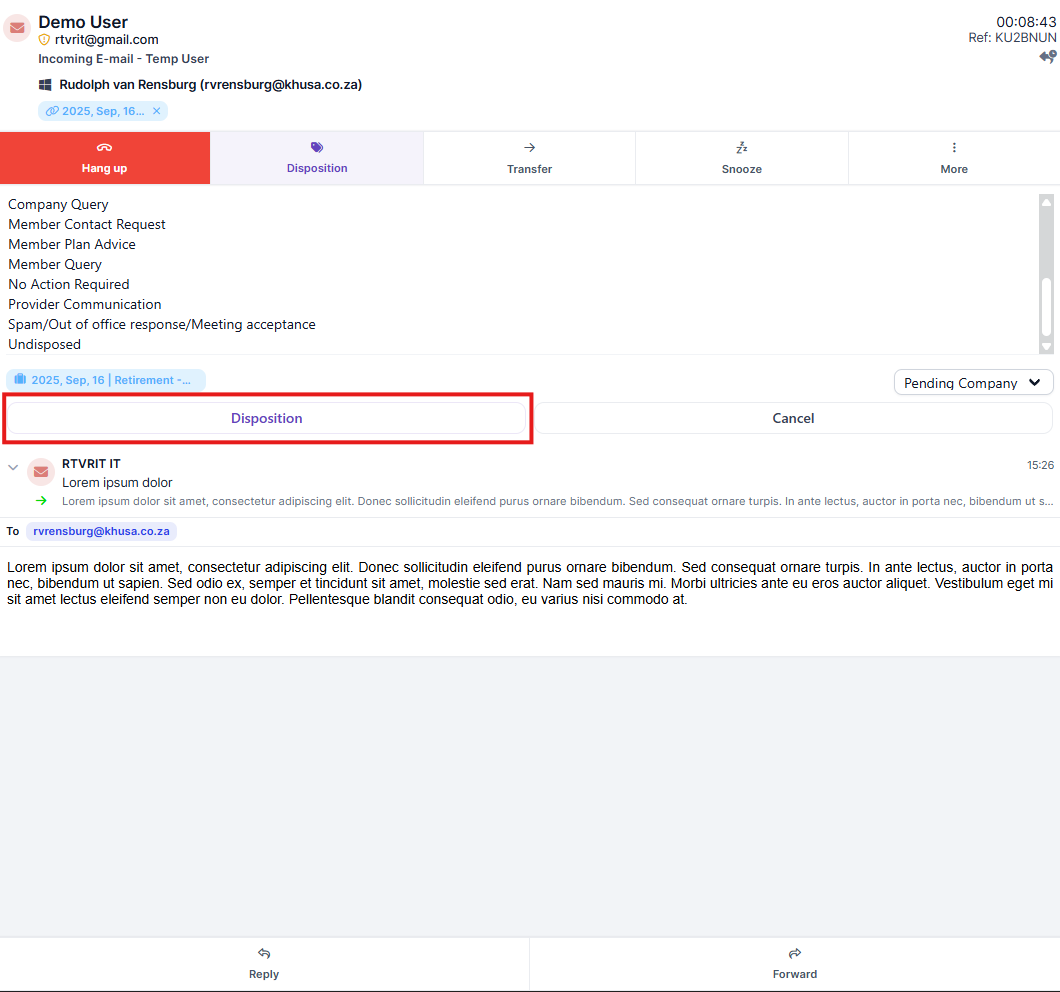 Demo User
00:08:43
rtvrit@gmail.com
Ref: KU2BNUN
Incoming E-mail - Temp User
Rudolph van Rensburg (rvrensburg@khusa.co.za)
2025, Sep, 16...
Hang up
Disposition
Transfer
Snooze
More
Company Query
Member Contact Request
Member Plan Advice
Member Query
No Action Required
Provider Communication
Spam/Out of office response/Meeting acceptance
Undisposed
2025, Sep, 16 | Retirement -...
Pending Company
Disposition
Cancel
RTVRIT IT
15:26
Lorem ipsum dolor
Lorem ipsum dolor sit amet, consectetur adipiscing elit. Donec sollicitudin eleifend purus ornare bibendum. Sed consequat ornare turpis. In ante lectus, auctor in porta nec, bibendum ut s...
To rvrensburg@khusa.co.za
Lorem ipsum dolor sit amet, consectetur adipiscing elit. Donec sollicitudin eleifend purus ornare bibendum. Sed consequat ornare turpis. In ante lectus, auctor in porta
nec, bibendum ut sapien. Sed odio ex, semper et tincidunt sit amet, molestie sed erat. Nam sed mauris mi. Morbi ultricies ante eu eros auctor aliquet. Vestibulum eget mi
sit amet lectus eleifend semper non eu dolor. Pellentesque blandit consequat odio, eu varius nisi commodo at.
Reply
Forward